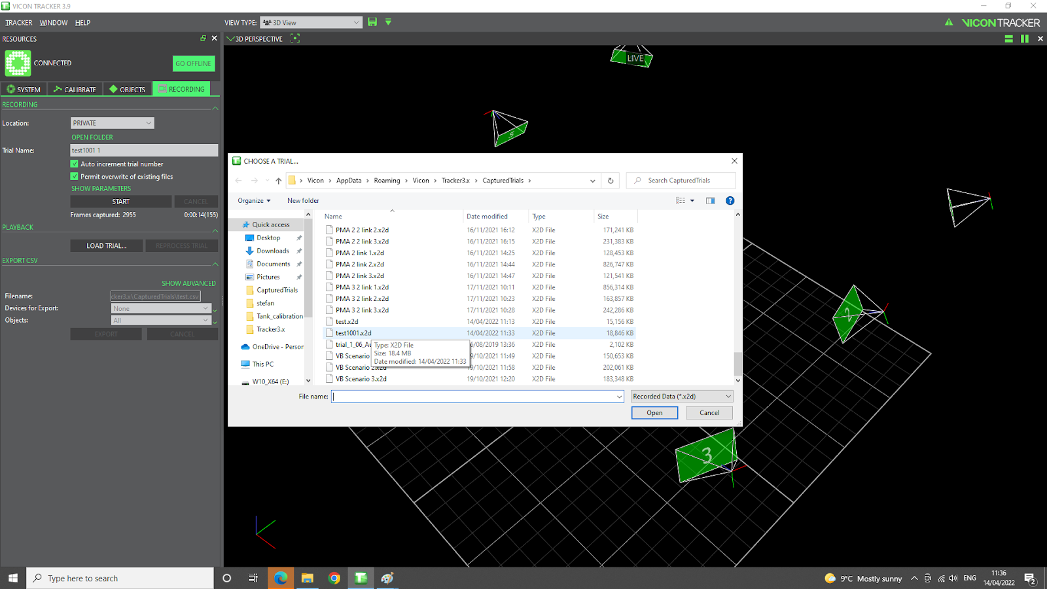 VICON TRACKER 3.9
TRACKER WINDOW HELP
VIEW TYPE: 3D View
VICON TRACKER
RESOURCES
3D PERSPECTIVE
CONNECTED
GO OFFLINE
LIVE
SYSTEM CALIBRATE OBJECTS RECORDING
RECORDING
Location: PRIVATE
OPEN FOLDER
Trial Name: test1001 1
Auto increment trial number
Permit overwrite of existing files
SHOW PARAMETERS
START CANCEL
Frames captured: 2955 0:00:14(155)
PLAYBACK
LOAD TRIAL... REPROCESS TRIAL
EXPORT CSV
SHOW ADVANCED
Filename:
Devices for Export: None
Objects: All
EXPORT CANCEL
CHOOSE A TRIAL...
Vicon > AppData > Roaming > Vicon > Tracker3.x > CapturedTrials >
Search CapturedTrials
Organize New folder
Name Date modified Type Size
Quick access
Desktop
Downloads
Documents
Pictures
CapturedTrials
stefan
Tank_calibration
Tracker3.x
OneDrive - Person
This PC
W10_X64 (E:)
PMA 2 2 link 2.x2d 16/11/2021 16:12 X2D File 171,241 KB
PMA 2 2 link 3.x2d 16/11/2021 16:15 X2D File 231,383 KB
PMA 2 link 1.x2d 16/11/2021 14:25 X2D File 128,453 KB
PMA 2 link 2.x2d 16/11/2021 14:44 X2D File 826,747 KB
PMA 2 link 3.x2d 16/11/2021 14:47 X2D File 121,541 KB
PMA 3 2 link 1.x2d 17/11/2021 10:11 X2D File 856,314 KB
PMA 3 2 link 2.x2d 17/11/2021 10:23 X2D File 163,857 KB
PMA 3 2 link 3.x2d 17/11/2021 10:28 X2D File 242,286 KB
test.x2d 14/04/2022 11:13 X2D File 15,156 KB
test1001.x2d 14/04/2022 11:33 X2D File 18,846 KB
trial_1_06_Au 16/08/2019 13:36 X2D File 2,102 KB
VB Scenario 19/10/2021 11:49 X2D File 150,653 KB
VB Scenario 2.x2d 19/10/2021 11:58 X2D File 202,061 KB
VB Scenario 3.x2d 19/10/2021 12:20 X2D File 183,348 KB
Type: X2D File
Size: 18.4 MB
Date modified: 14/04/2022 11:33
File name: Recorded Data (*.x2d)
Open Cancel
2
3
Type here to search
9°C Mostly sunny
ENG
11:36
14/04/2022
2